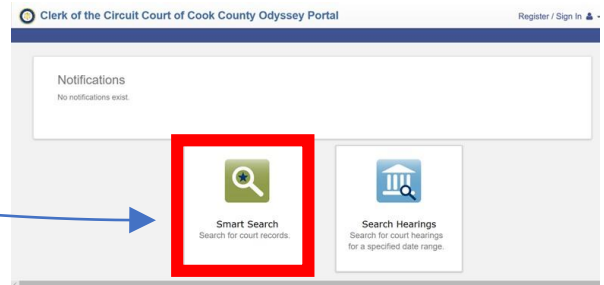 Clerk of the Circuit Court of Cook County Odyssey Portal
Register / Sign In
Notifications
No notifications exist.
Smart Search
Search for court records.
Search Hearings
Search for court hearings
for a specified date range.